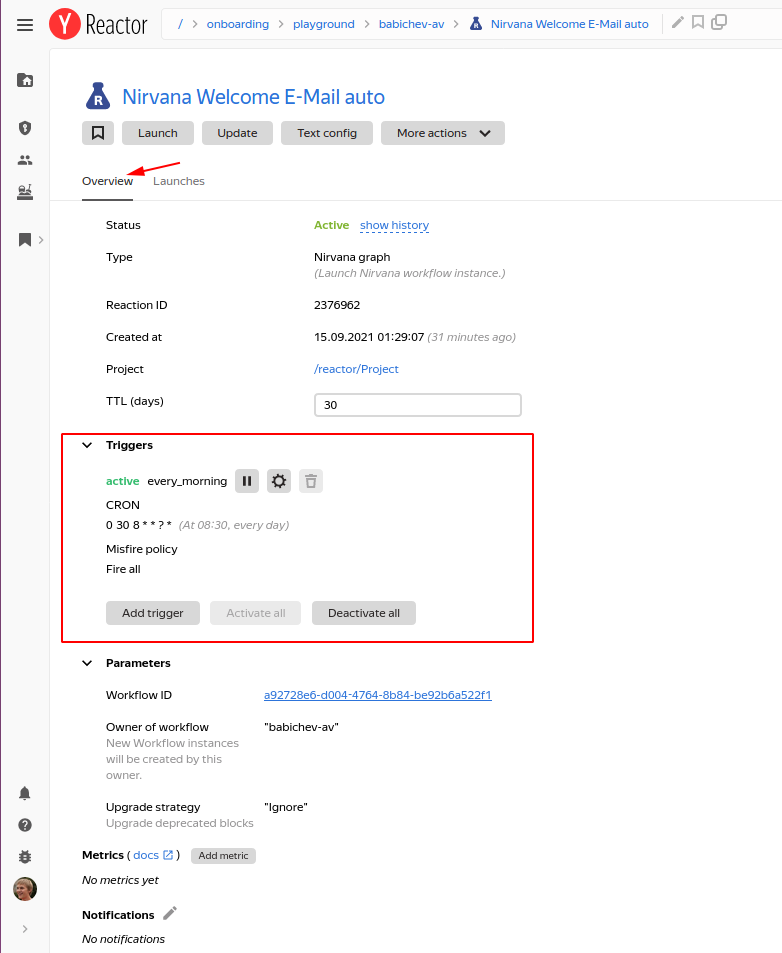 Y Reactor
/ > onboarding > playground > babichev-av > Nirvana Welcome E-Mail auto
R Nirvana Welcome E-Mail auto
Launch Update Text config More actions
Overview Launches
Status Active show history
Type Nirvana graph
(Launch Nirvana workflow instance.)
Reaction ID 2376962
Created at 15.09.2021 01:29:07 (31 minutes ago)
Project /reactor/Project
TTL (days) 30
Triggers
active every_morning
CRON
0 30 8 * * ? * (At 08:30, every day)
Misfire policy
Fire all
Add trigger Activate all Deactivate all
Parameters
Workflow ID a92728e6-d004-4764-8b84-be92b6a522f1
Owner of workflow "babichev-av"
New Workflow instances
will be created by this
owner.
Upgrade strategy "Ignore"
Upgrade deprecated blocks
Metrics ( docs ) Add metric
No metrics yet
Notifications
No notifications